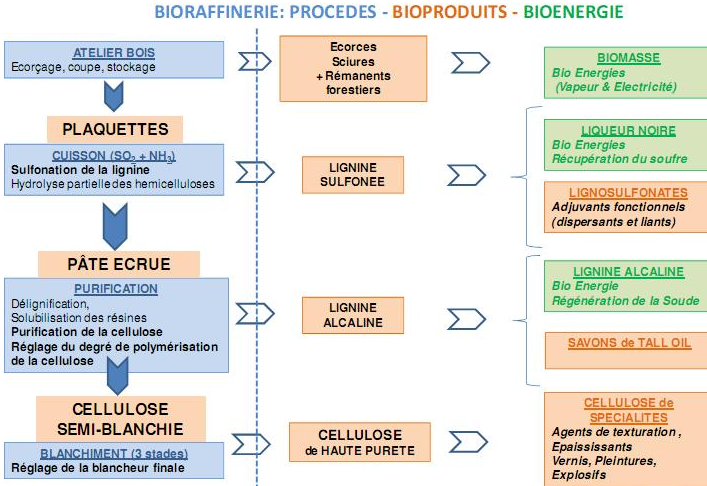 BIORAFFINERIE: PROCEDES - BIOPRODUITS - BIOENERGIE
ATELIER BOIS
Ecorçage, coupe, stockage
Ecorces
Sciures
+ Rémanents
forestiers
BIOMASSE
Bio Energies
(Vapeur & Electricité)
PLAQUETTES
CUISSON (SO2 + NH3)
Sulfonation de la lignine
Hydrolyse partielle des hemicelluloses
LIGNINE
SULFONEE
LIQUEUR NOIRE
Bio Energies
Récupération du soufre
LIGNOSULFONATES
Adjuvants fonctionnels
(dispersants et liants)
PÂTE ECRUE
PURIFICATION
Délignification,
Solubilisation des résines
Purification de la cellulose
Réglage du degré de polymérisation
de la cellulose
LIGNINE
ALCALINE
LIGNINE ALCALINE
Bio Energie
Régénération de la Soude
SAVONS de TALL OIL
CELLULOSE
SEMI-BLANCHIE
BLANCHIMENT (3 stades)
Réglage de la blancheur finale
CELLULOSE
de HAUTE PURETE
CELLULOSE de
SPECIALITES
Agents de texturation ,
Epaississants
Vernis, Pleintures,
Explosifs